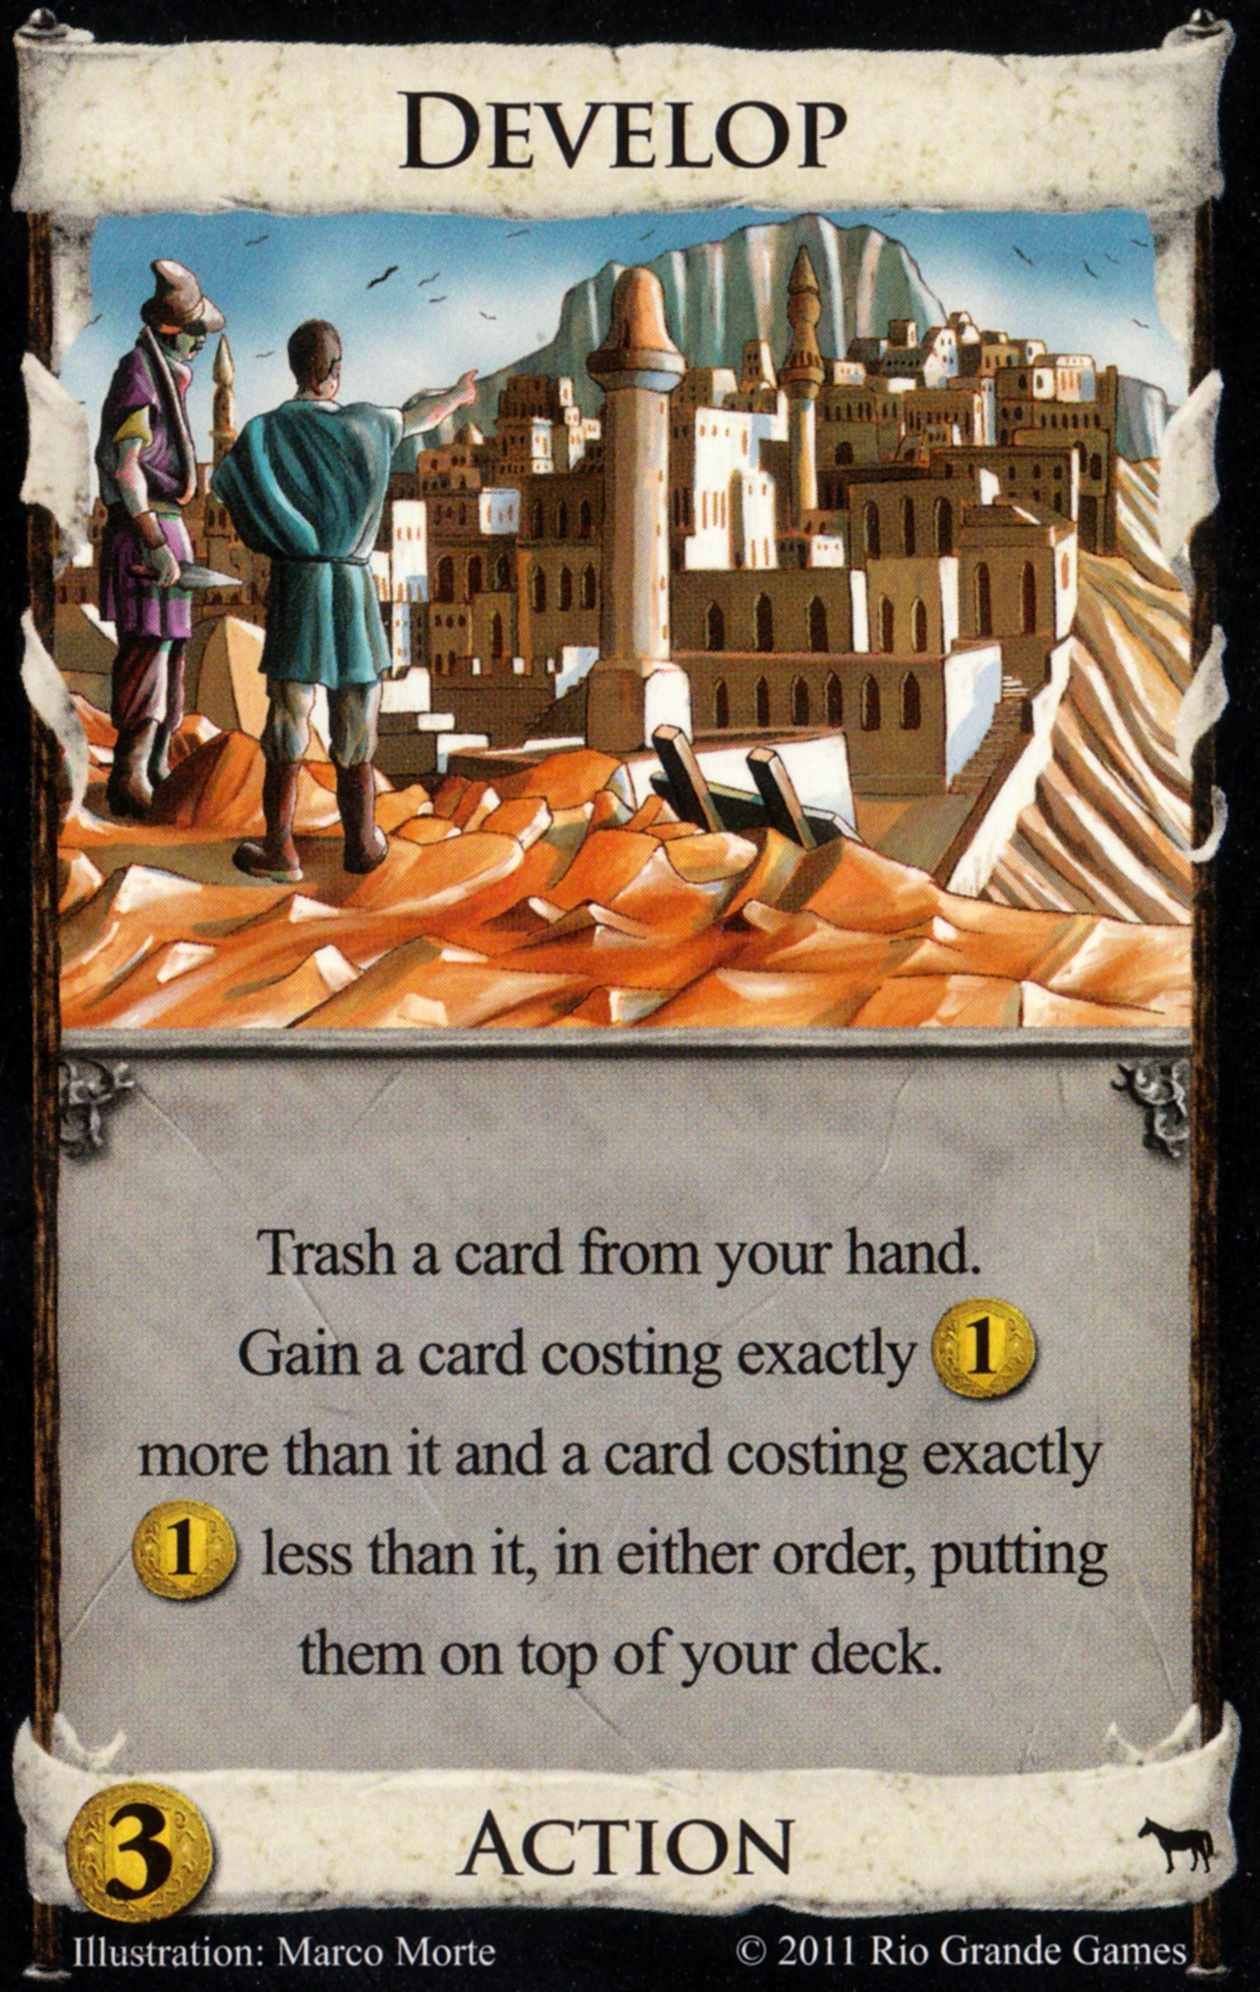 DEVELOP
Trash a card from your hand.
Gain a card costing exactly 1
more than it and a card costing exactly
1 less than it, in either order, putting
them on top of your deck.
3 ACTION
Illustration: Marco Morte © 2011 Rio Grande Games